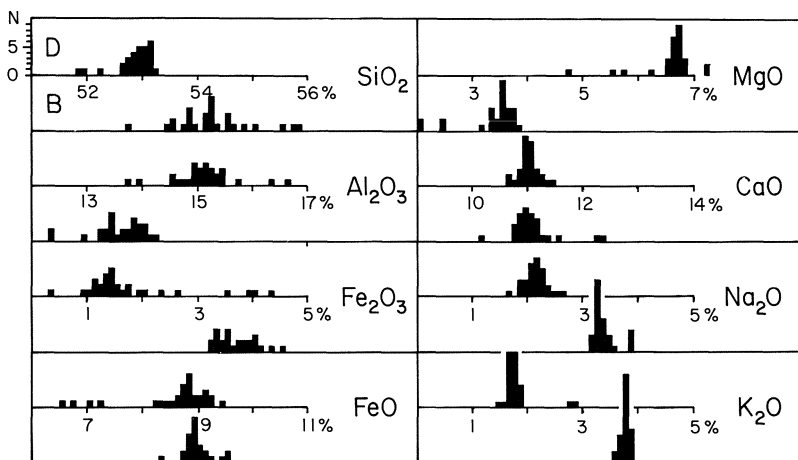 N
5
0
D
52 54 56% SiO₂
3 5 7% MgO
B
13 15 17% Al₂O₃
10 12 14% CaO
1 3 5% Fe₂O₃
1 3 5% Na₂O
7 9 11% FeO
1 3 5% K₂O